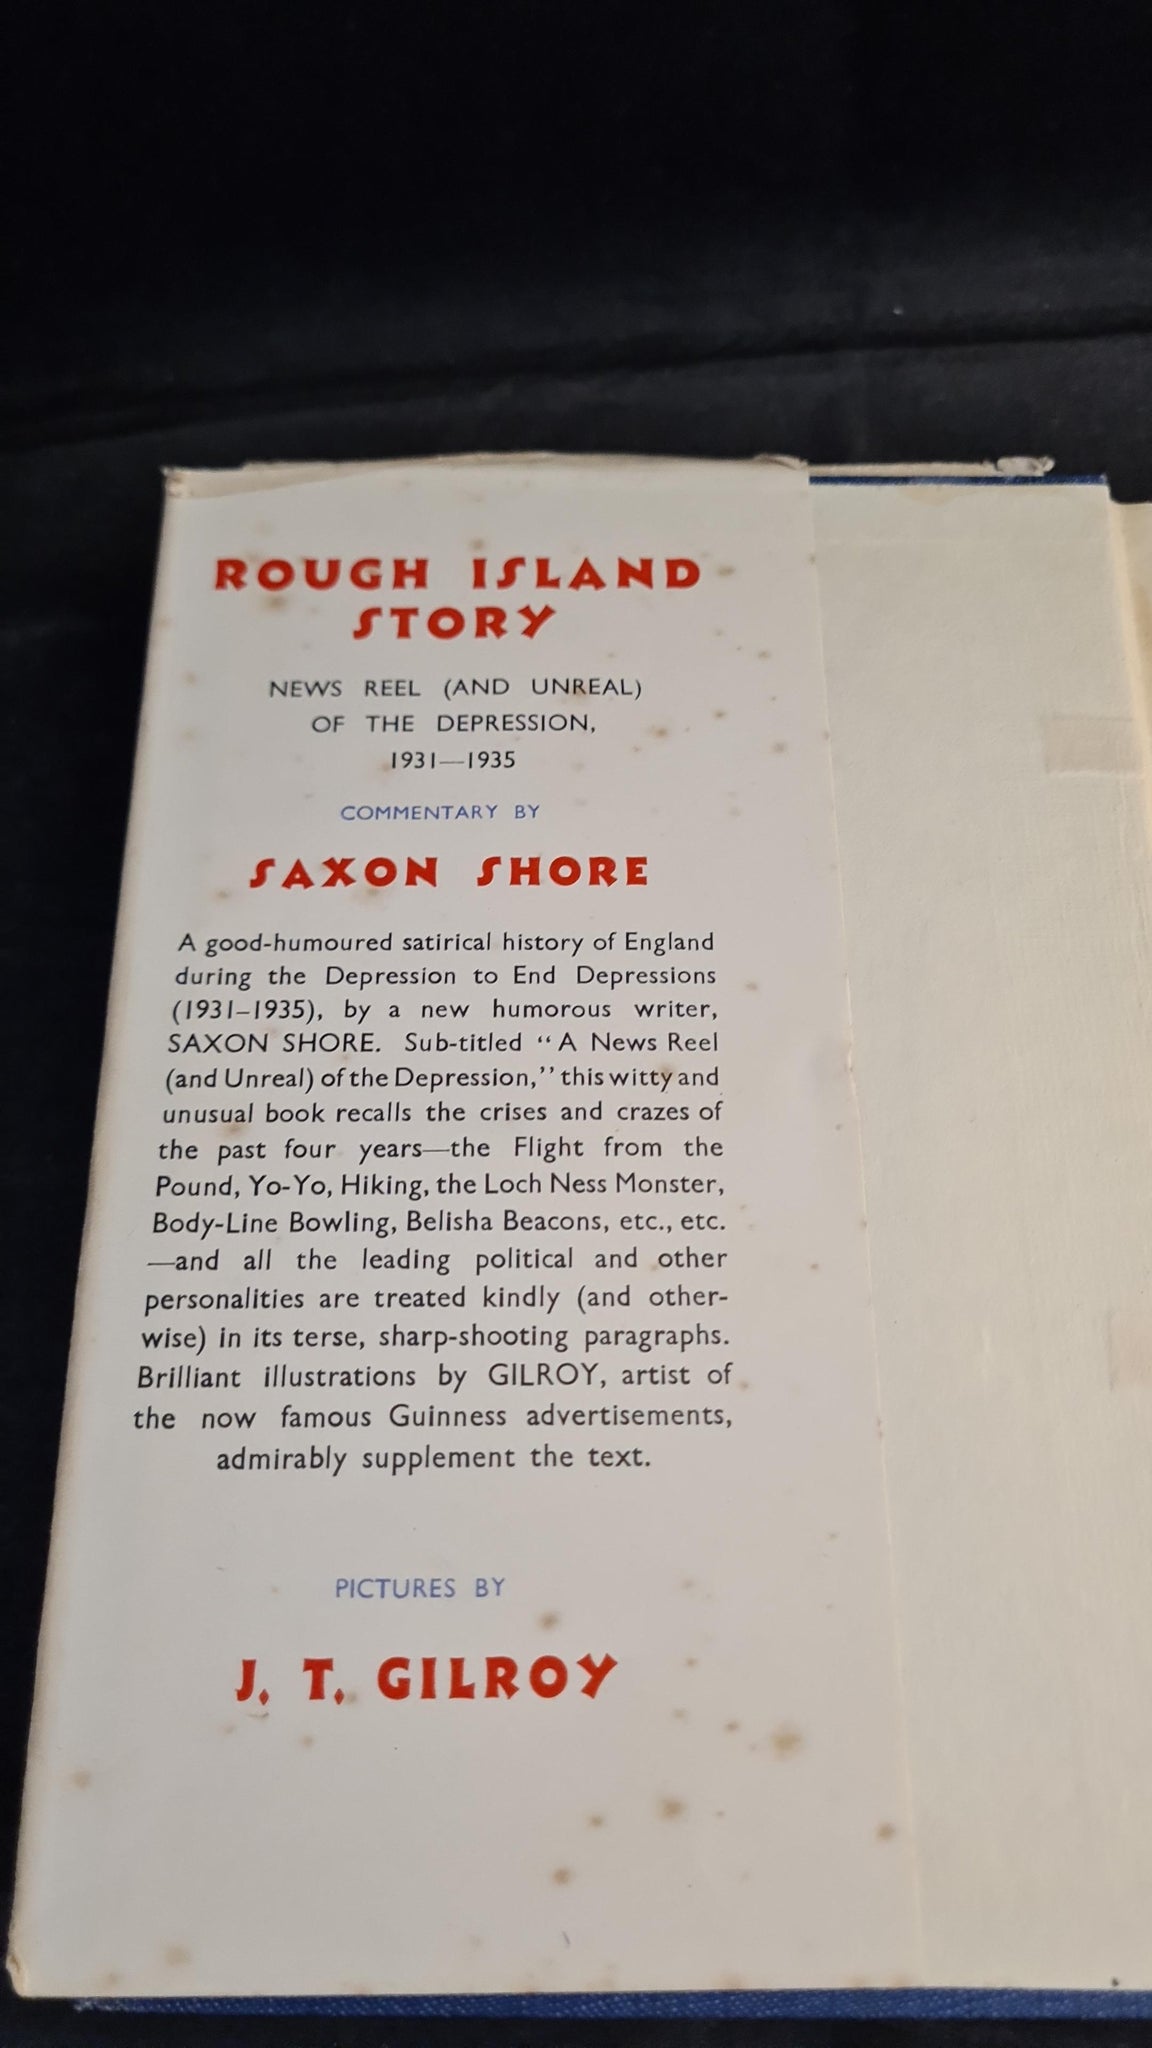 ROUGH ISLAND
STORY
NEWS REEL (AND UNREAL)
OF THE DEPRESSION,
1931—1935
COMMENTARY BY
SAXON SHORE
A good-humoured satirical history of England
during the Depression to End Depressions
(1931–1935), by a new humorous writer,
SAXON SHORE. Sub-titled “A News Reel
(and Unreal) of the Depression,” this witty and
unusual book recalls the crises and crazes of
the past four years—the Flight from the
Pound, Yo-Yo, Hiking, the Loch Ness Monster,
Body-Line Bowling, Belisha Beacons, etc., etc.
—and all the leading political and other
personalities are treated kindly (and other-
wise) in its terse, sharp-shooting paragraphs.
Brilliant illustrations by GILROY, artist of
the now famous Guinness advertisements,
admirably supplement the text.
PICTURES BY
J. T. GILROY